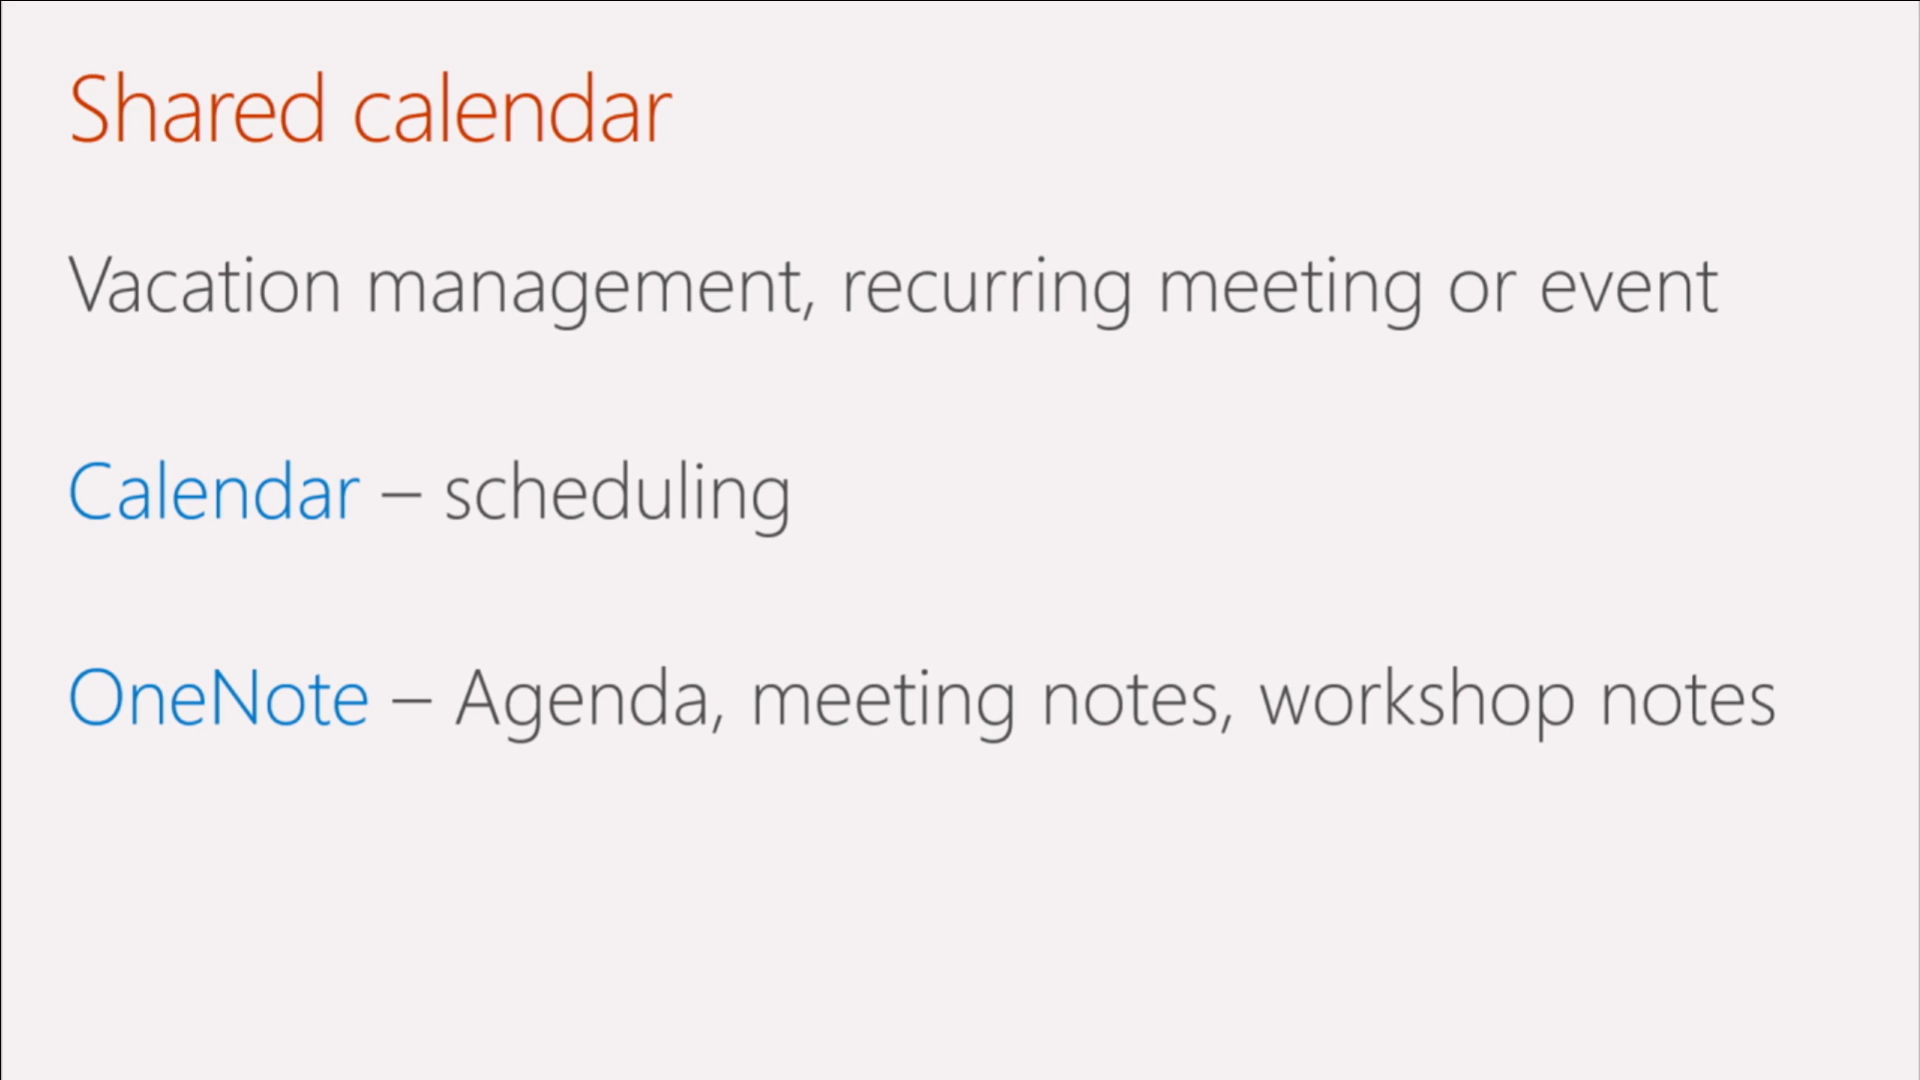 Shared calendar
Vacation management, recurring meeting or event
Calendar – scheduling
OneNote – Agenda, meeting notes, workshop notes